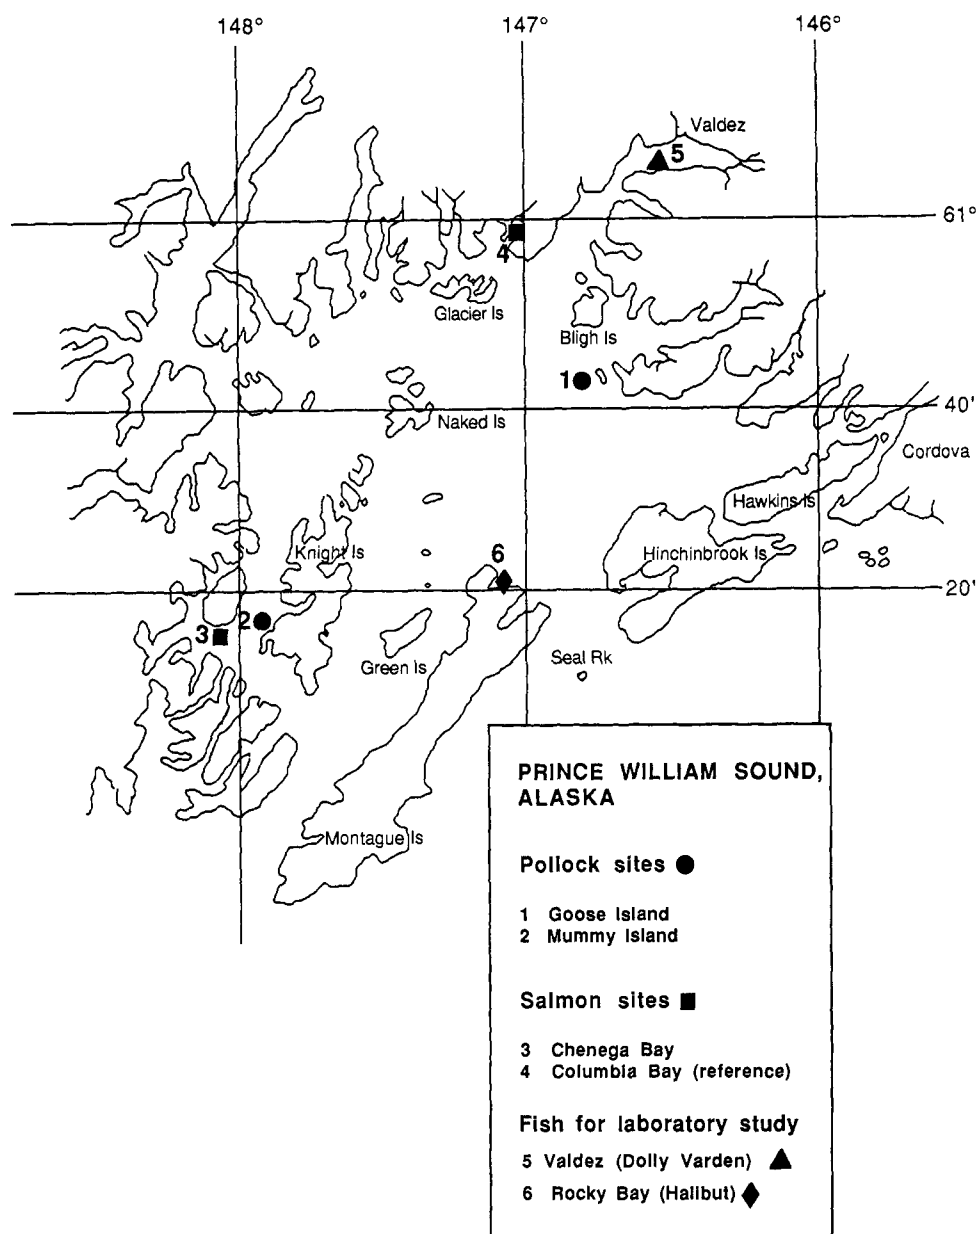 148° 147° 146°
Valdez
5
61°
4
Glacier Is
Bligh Is
1
40'
Naked Is
Cordova
Hawkins Is
Knight Is
6
Hinchinbrook Is
20'
2
3
Green Is
Seal Rk
Montague Is
PRINCE WILLIAM SOUND,
ALASKA
Pollock sites
1 Goose Island
2 Mummy Island
Salmon sites
3 Chenega Bay
4 Columbia Bay (reference)
Fish for laboratory study
5 Valdez (Dolly Varden)
6 Rocky Bay (Halibut)